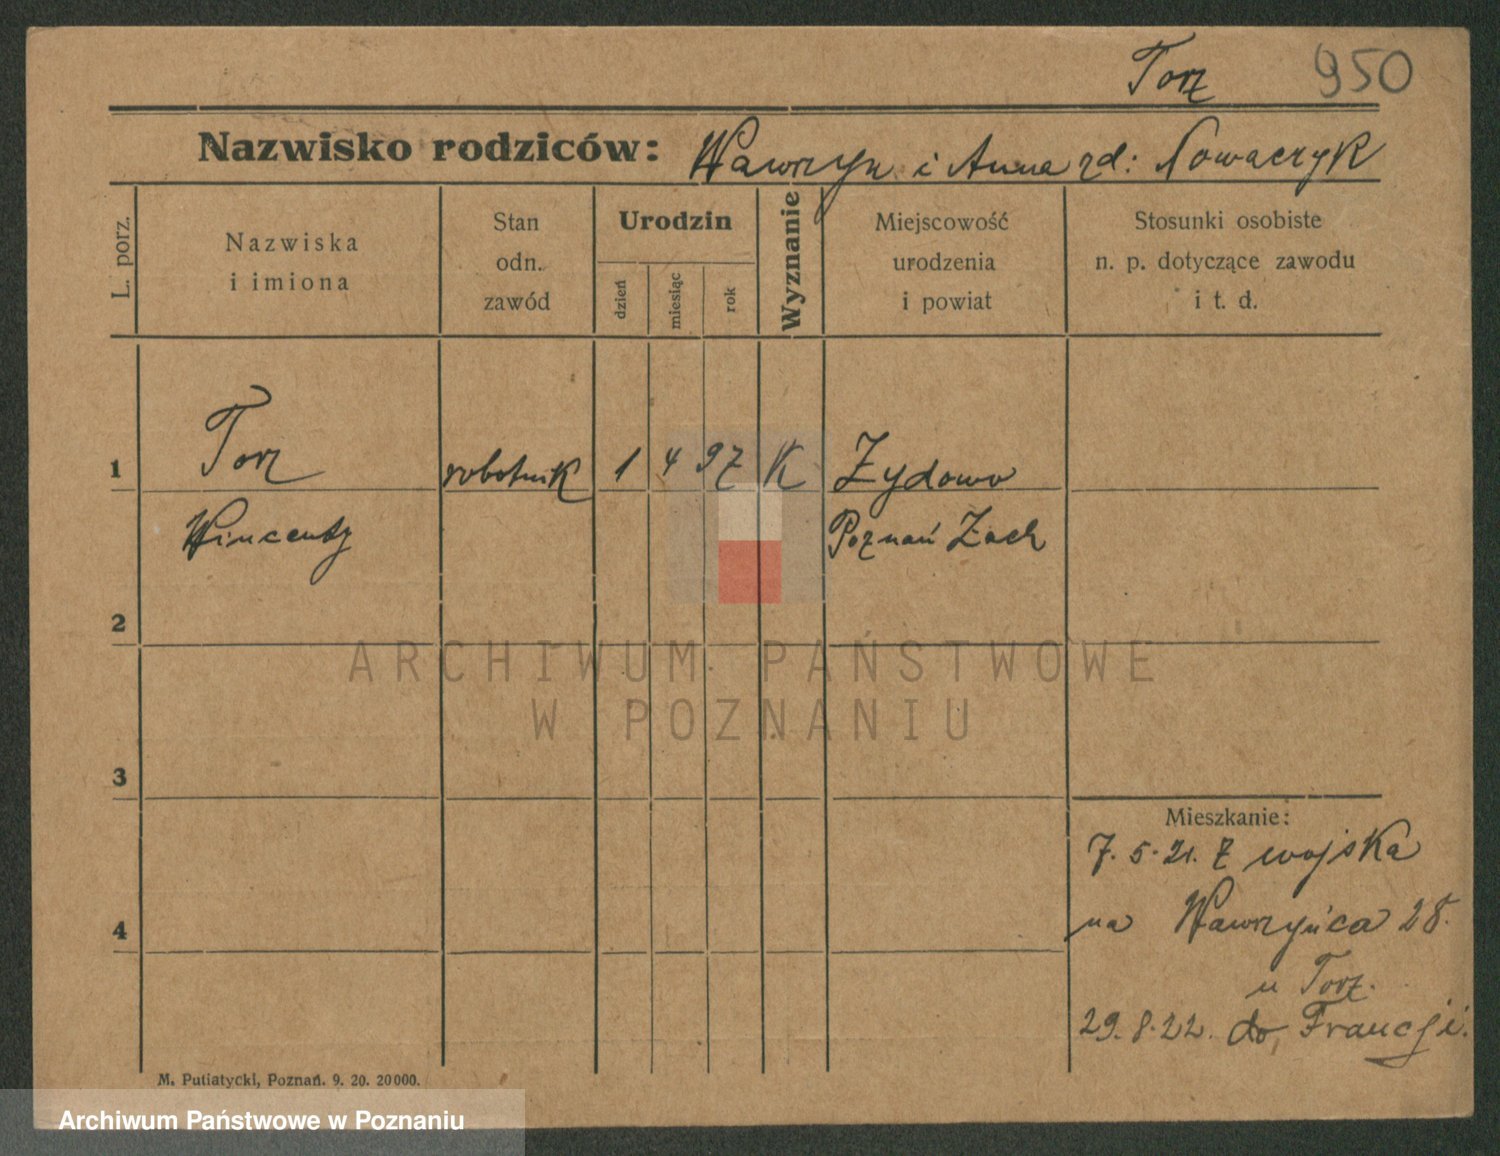 Torz 950
Nazwisko rodziców: Wawrzyn i Anna zd: Nowaczyk
L. porz.
Nazwiska
i imiona
Stan
odn.
zawód
Urodzin
dzień
miesiąc
rok
Wyznanie
Miejscowość
urodzenia
i powiat
Stosunki osobiste
n. p. dotyczące zawodu
i t. d.
1 Torz robotnik 1 4 97 K Żydowo
Wincenty Poznań Zach
2
ARCHIWUM PAŃSTWOWE
W POZNANIU
3
Mieszkanie:
7. 5. 21. Z wojska
4 na Wawrzyńca 28.
u Torz.
29. 8. 22. do Francji.
M. Putiatycki, Poznań. 9. 20. 20000.
Archiwum Państwowe w Poznaniu